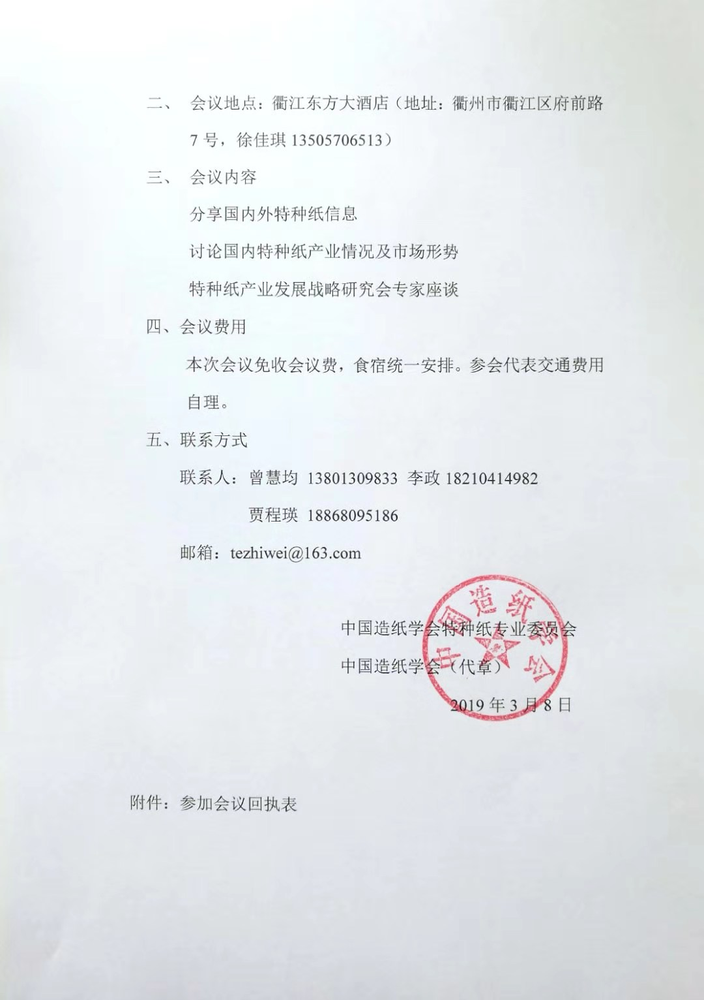 二、 会议地点：衢江东方大酒店（地址：衢州市衢江区府前路
7 号，徐佳琪 13505706513）
三、 会议内容
分享国内外特种纸信息
讨论国内特种纸产业情况及市场形势
特种纸产业发展战略研究会专家座谈
四、会议费用
本次会议免收会议费，食宿统一安排。参会代表交通费用
自理。
五、联系方式
联系人：曾慧均 13801309833 李政 18210414982
贾程瑛 18868095186
邮箱：tezhiwei@163.com
中国造纸学会特种纸专业委员会
中国造纸学会（代章）
2019 年 3 月 8 日
中国造纸学会
附件：参加会议回执表